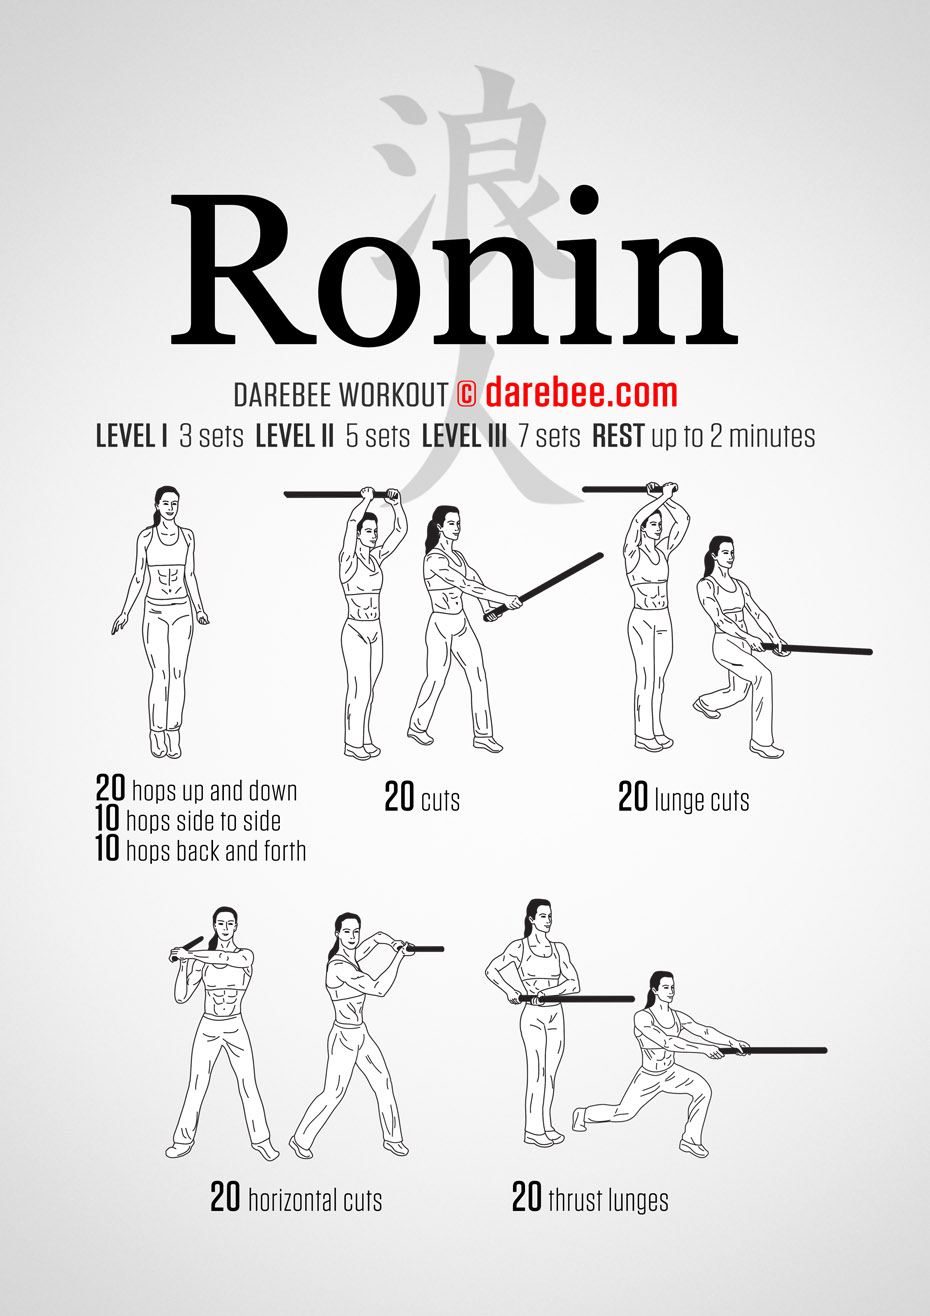 浪人
Ronin
DAREBEE WORKOUT © darebee.com
LEVEL I 3 sets LEVEL II 5 sets LEVEL III 7 sets REST up to 2 minutes
20 hops up and down
10 hops side to side
10 hops back and forth
20 cuts
20 lunge cuts
20 horizontal cuts
20 thrust lunges